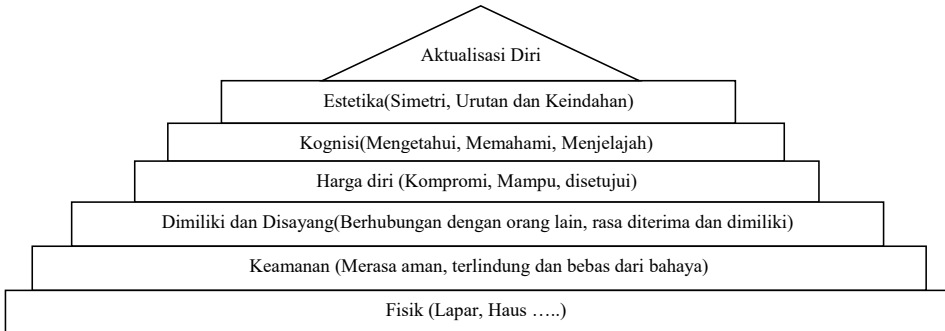 Aktualisasi Diri
Estetika(Simetri, Urutan dan Keindahan)
Kognisi(Mengetahui, Memahami, Menjelajah)
Harga diri (Kompromi, Mampu, disetujui)
Dimiliki dan Disayang(Berhubungan dengan orang lain, rasa diterima dan dimiliki)
Keamanan (Merasa aman, terlindung dan bebas dari bahaya)
Fisik (Lapar, Haus …..)